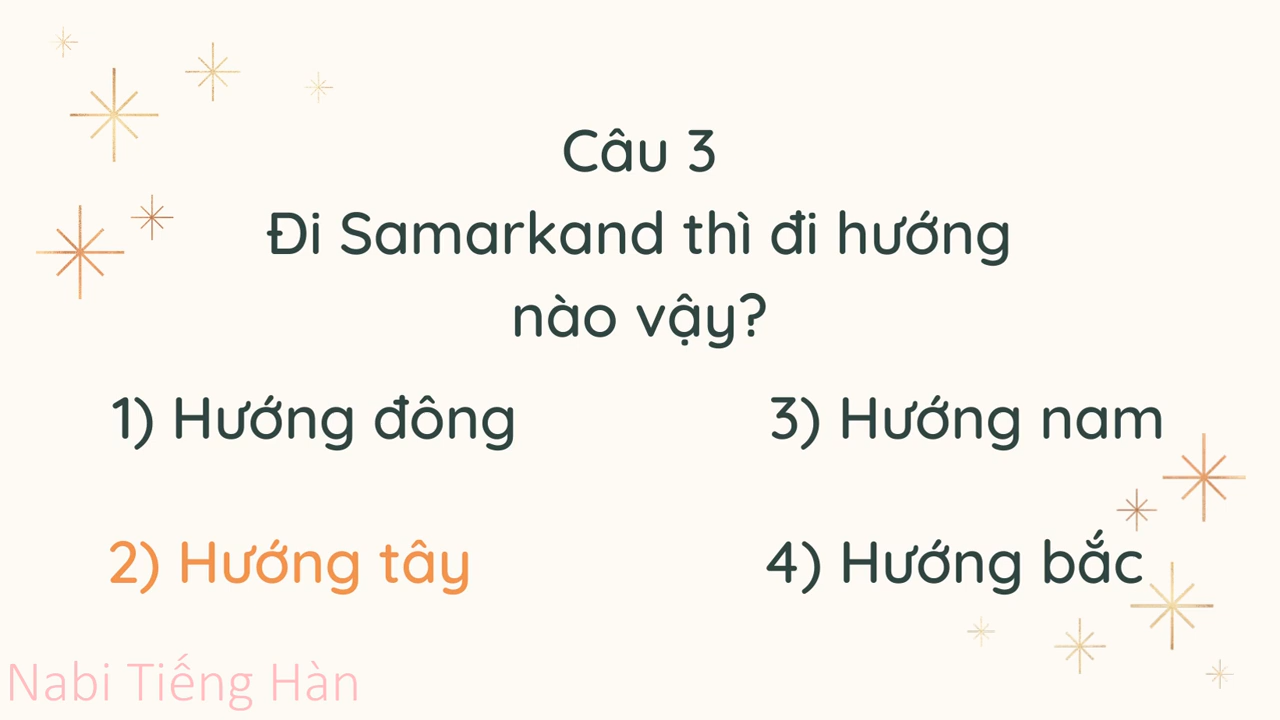 Câu 3
Đi Samarkand thì đi hướng
nào vậy?
1) Hướng đông
2) Hướng tây
3) Hướng nam
4) Hướng bắc
Nabi Tiếng Hàn